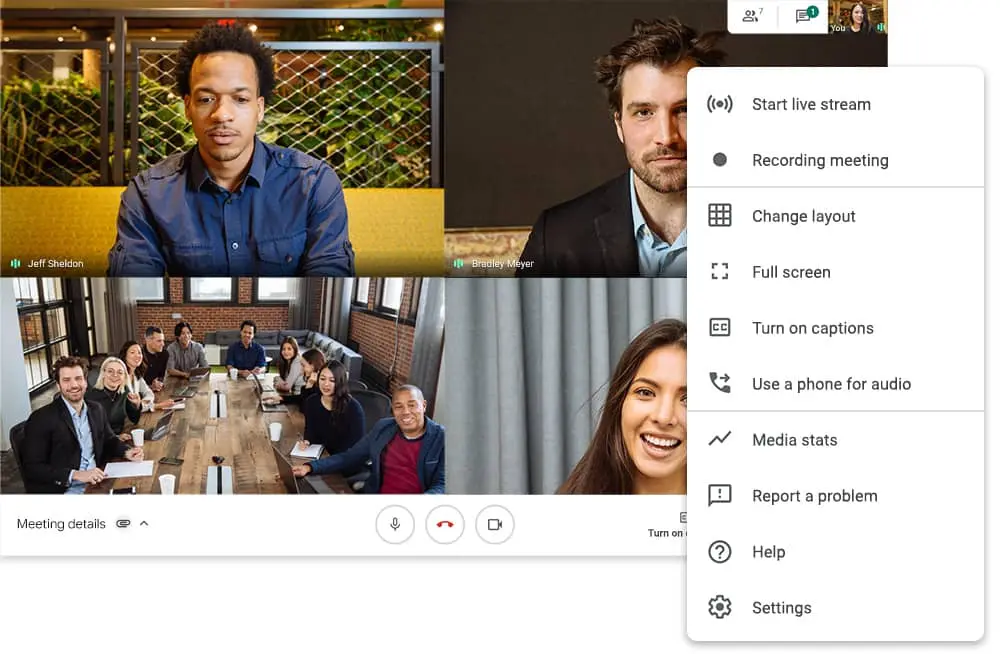 7
1
You
Start live stream
Recording meeting
Change layout
Full screen
Turn on captions
Use a phone for audio
Media stats
Report a problem
Help
Settings
Jeff Sheldon
Bradley Meyer
Meeting details
Turn on